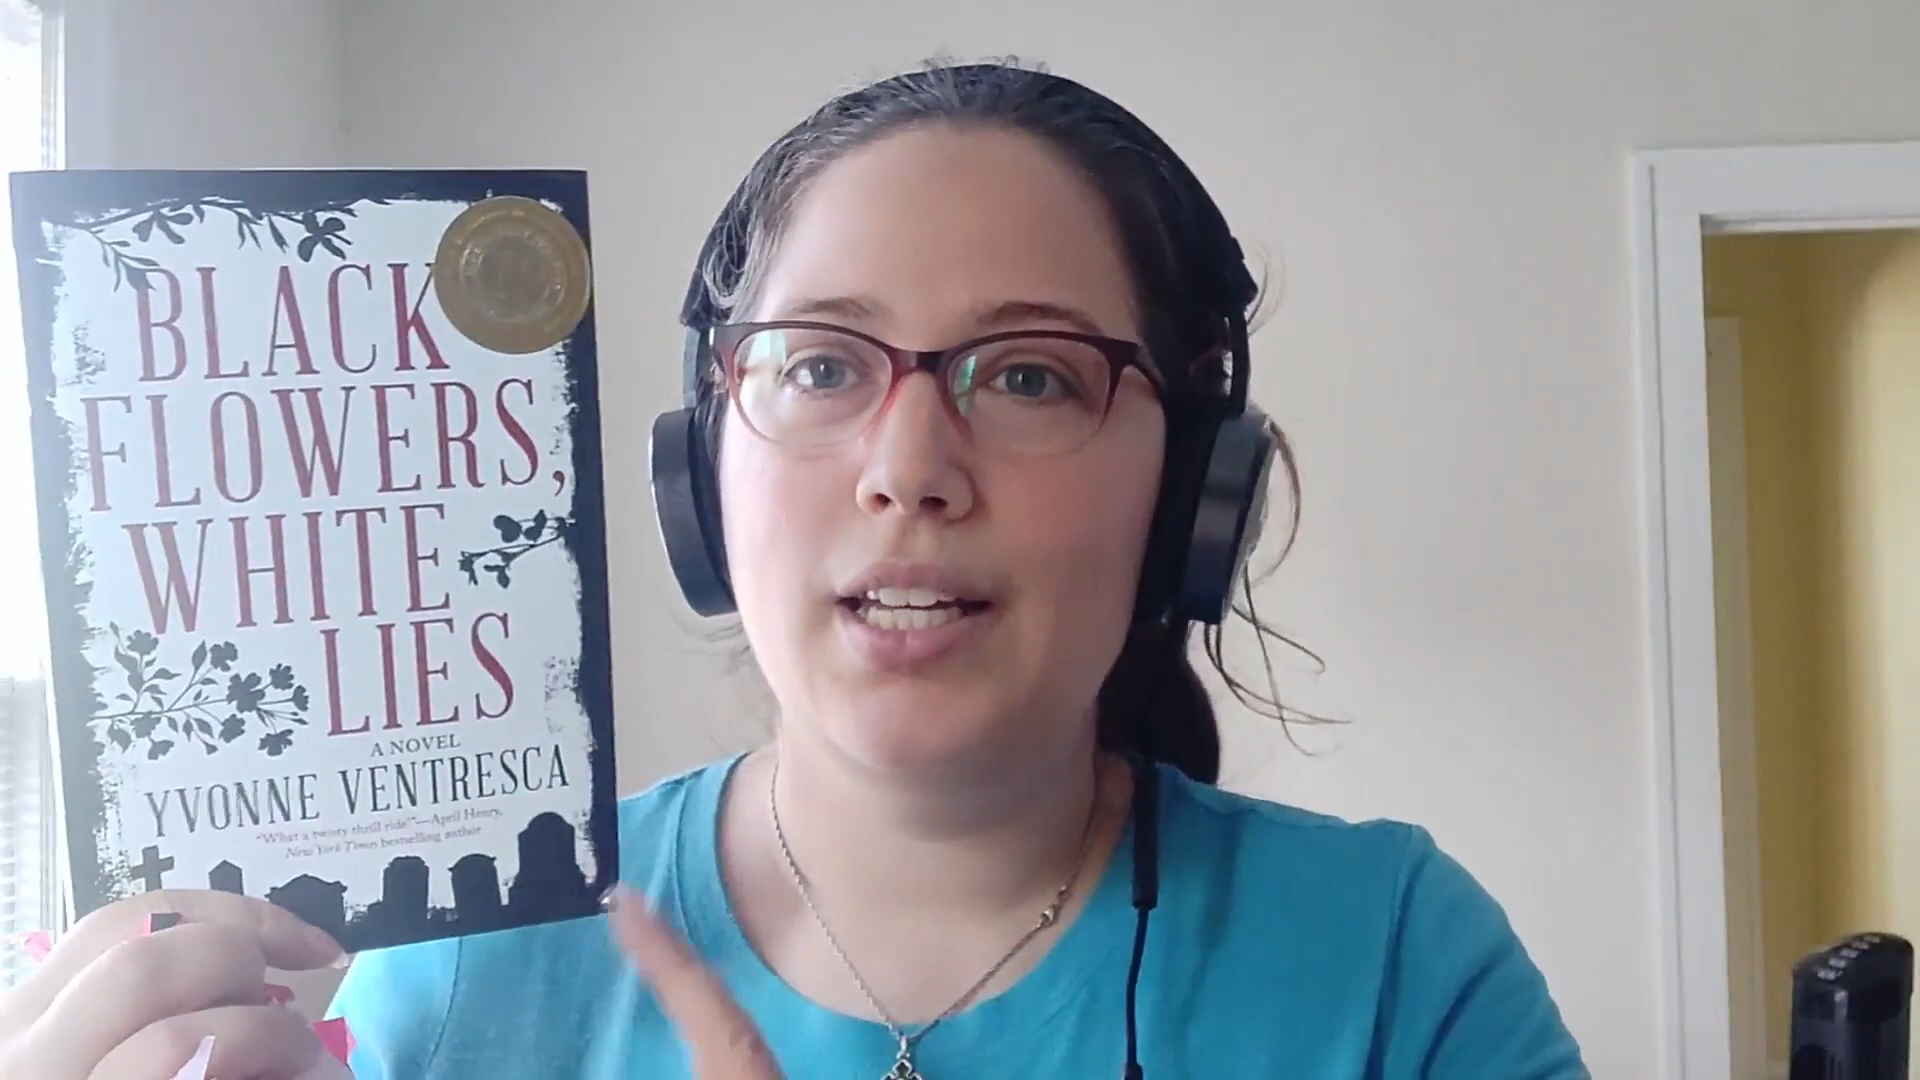 BLACK
FLOWERS,
WHITE
LIES
A NOVEL
YVONNE VENTRESCA
"What a twisty thrill ride!"—April Henry,
New York Times bestselling author